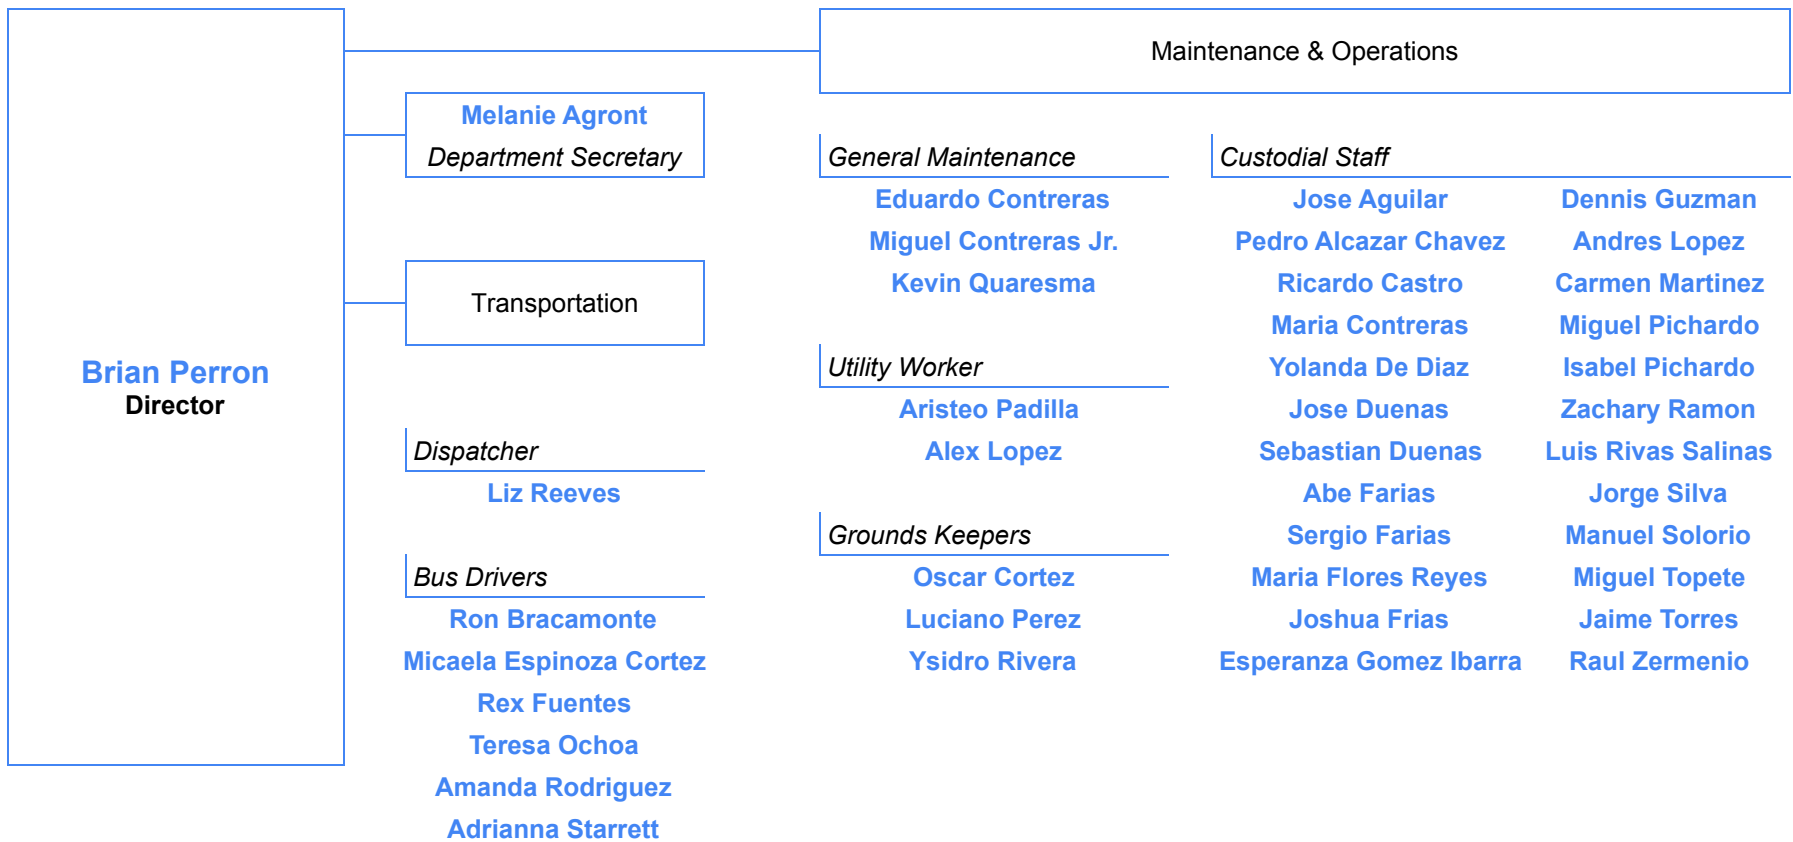 Brian Perron
Director
Melanie Agront
Department Secretary
Transportation
Dispatcher
Liz Reeves
Bus Drivers
Ron Bracamonte
Micaela Espinoza Cortez
Rex Fuentes
Teresa Ochoa
Amanda Rodriguez
Adrianna Starrett
Maintenance & Operations
General Maintenance
Eduardo Contreras
Miguel Contreras Jr.
Kevin Quaresma
Utility Worker
Aristeo Padilla
Alex Lopez
Grounds Keepers
Oscar Cortez
Luciano Perez
Ysidro Rivera
Custodial Staff
Jose Aguilar
Pedro Alcazar Chavez
Ricardo Castro
Maria Contreras
Yolanda De Diaz
Jose Duenas
Sebastian Duenas
Abe Farias
Sergio Farias
Maria Flores Reyes
Joshua Frias
Esperanza Gomez Ibarra
Dennis Guzman
Andres Lopez
Carmen Martinez
Miguel Pichardo
Isabel Pichardo
Zachary Ramon
Luis Rivas Salinas
Jorge Silva
Manuel Solorio
Miguel Topete
Jaime Torres
Raul Zermenio